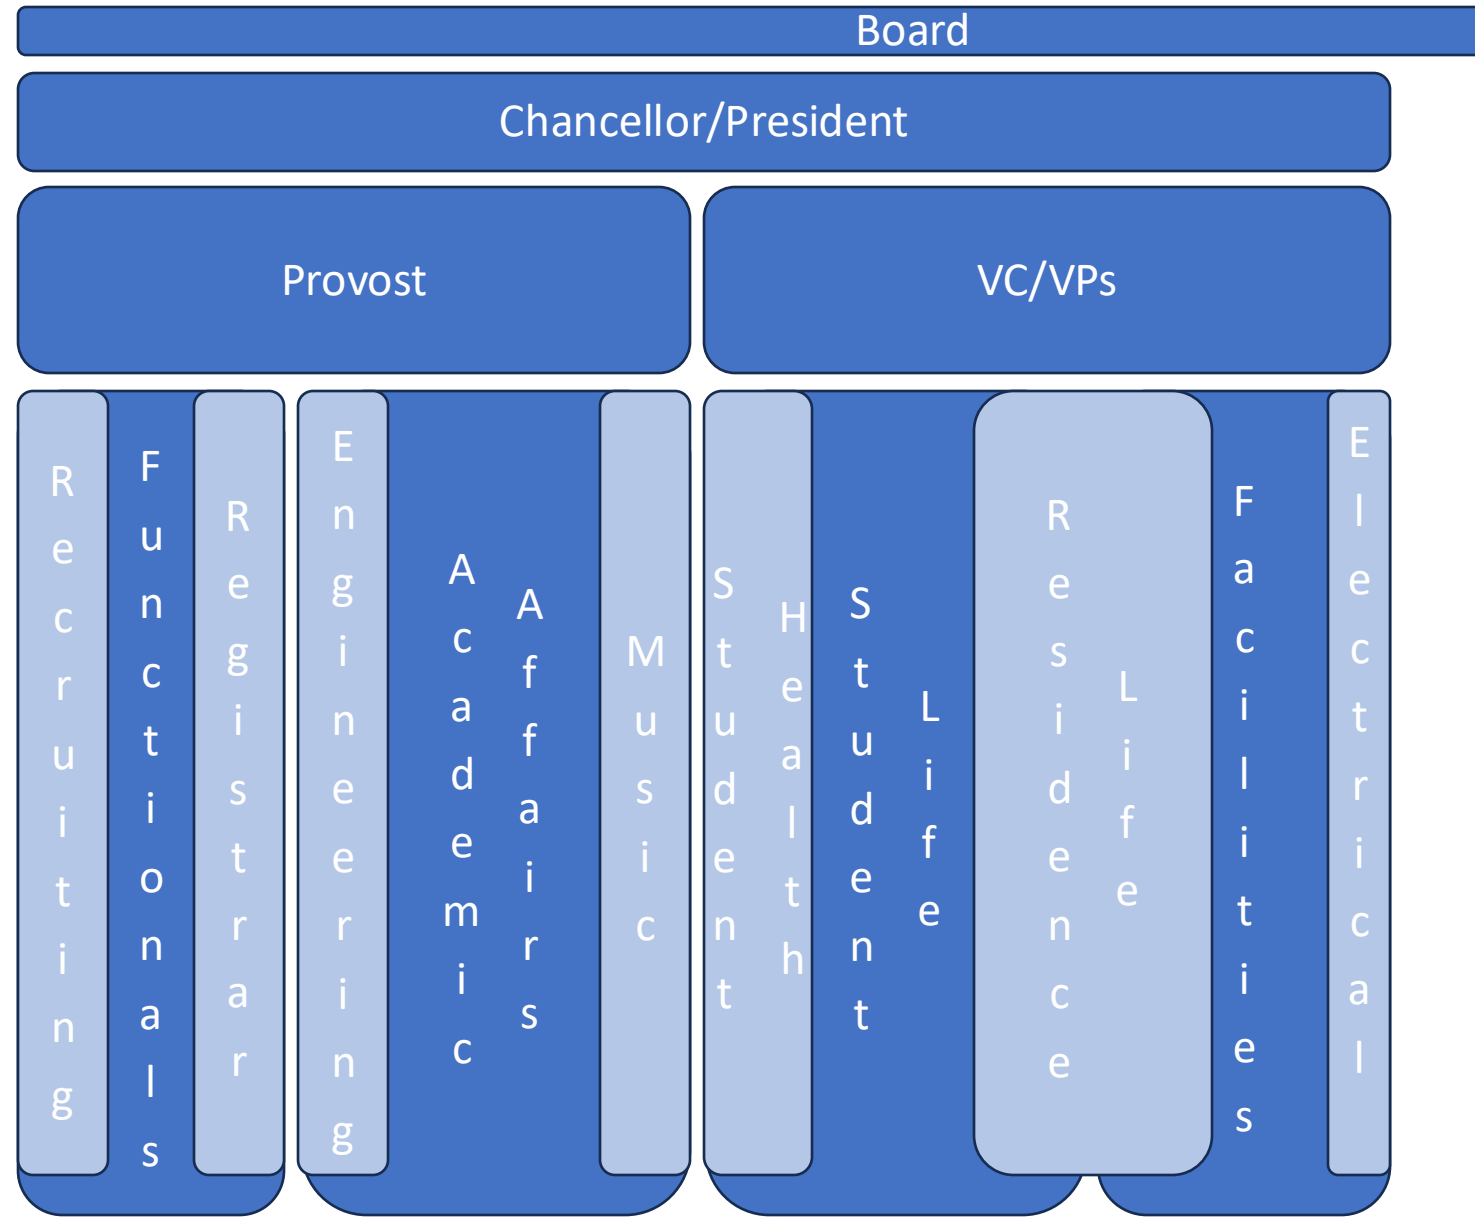 Board
Chancellor/President
Provost
VC/VPs
Recruiting
Functionals
Registrar
Engineering
Academic
Affairs
Music
Student
Health
Student
Life
Residence
Life
Facilities
Electrical